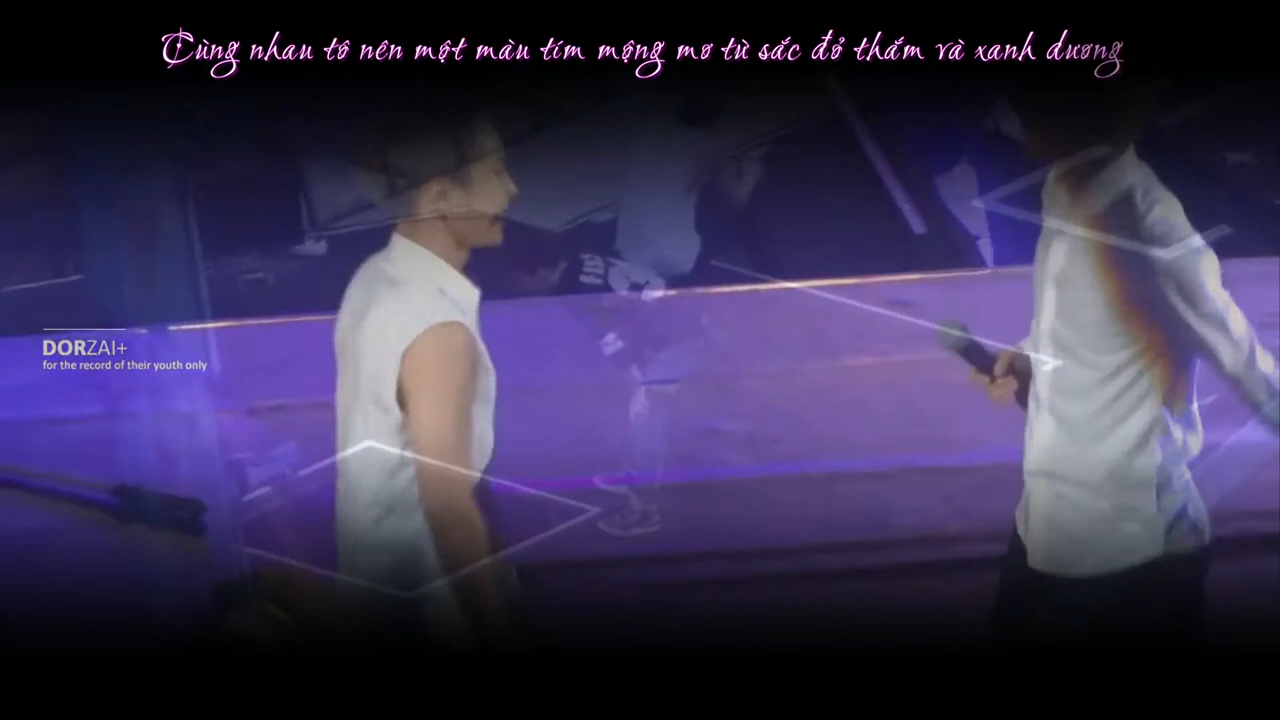 Cùng nhau tô nên một màu tím mộng mơ từ sắc đỏ thắm và xanh dương
DORZAI+
for the record of their youth only